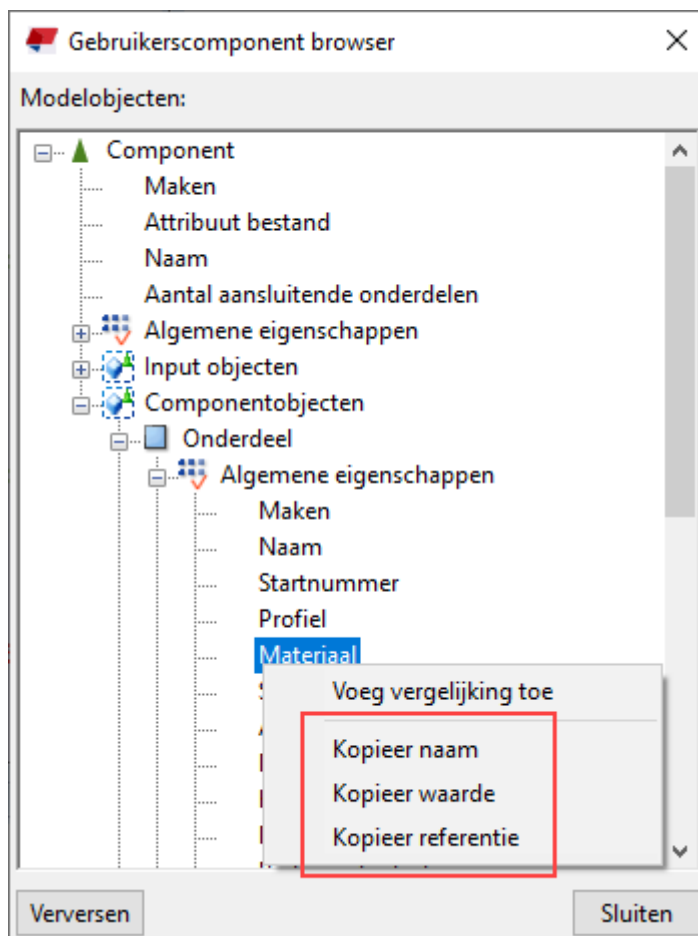 Gebruikerscomponent browser
Modelobjecten:
Component
Maken
Attribuut bestand
Naam
Aantal aansluitende onderdelen
Algemene eigenschappen
Input objecten
Componentobjecten
Onderdeel
Algemene eigenschappen
Maken
Naam
Startnummer
Profiel
Materiaal
Voeg vergelijking toe
Kopieer naam
Kopieer waarde
Kopieer referentie
Verversen
Sluiten